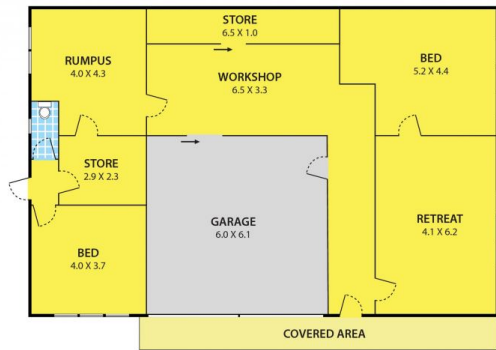 STORE
6.5 X 1.0
RUMPUS
4.0 X 4.3
BED
5.2 X 4.4
WORKSHOP
6.5 X 3.3
STORE
2.9 X 2.3
GARAGE
6.0 X 6.1
RETREAT
4.1 X 6.2
BED
4.0 X 3.7
COVERED AREA